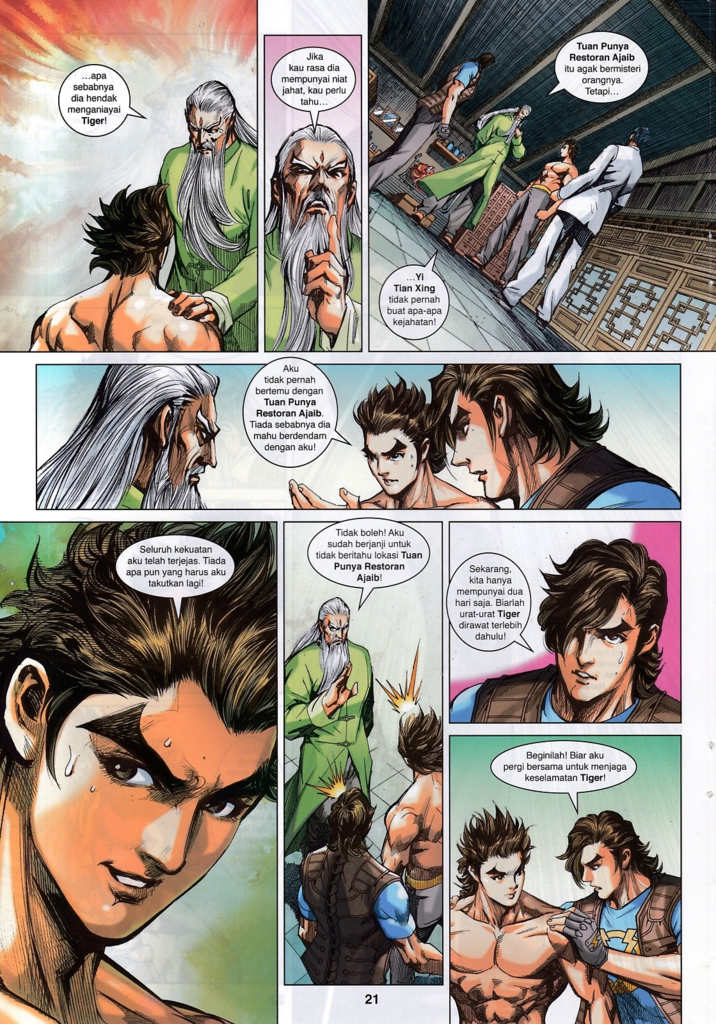 ...apa
sebabnya
dia hendak
menganiayai
Tiger!
Jika
kau rasa dia
mempunyai niat
jahat, kau perlu
tahu...
Tuan Punya
Restoran Ajaib
itu agak bermisteri
orangnya.
Tetapi...
...Yi
Tian Xing
tidak pernah
buat apa-apa
kejahatan!
Aku
tidak pernah
bertemu dengan
Tuan Punya
Restoran Ajaib.
Tiada sebabnya dia
mahu berdendam
dengan aku!
Seluruh kekuatan
aku telah terjejas. Tiada
apa pun yang harus aku
takutkan lagi!
Tidak boleh! Aku
sudah berjanji untuk
tidak beritahu lokasi Tuan
Punya Restoran
Ajaib!
Sekarang,
kita hanya
mempunyai dua
hari saja. Biarlah
urat-urat Tiger
dirawat terlebih
dahulu!
Beginilah! Biar aku
pergi bersama untuk menjaga
keselamatan Tiger!
21